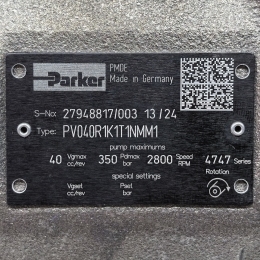 PMDE
Parker
Made in Germany
S-No: 27948817/003 13/24
Type: PV040R1K1T1NMM1
pump maximums
40 Vgmax cc/rev 350 Pdmax bar 2800 Speed RPM 4747 Series
special settings
Rotation
Vgset cc/rev Pset bar